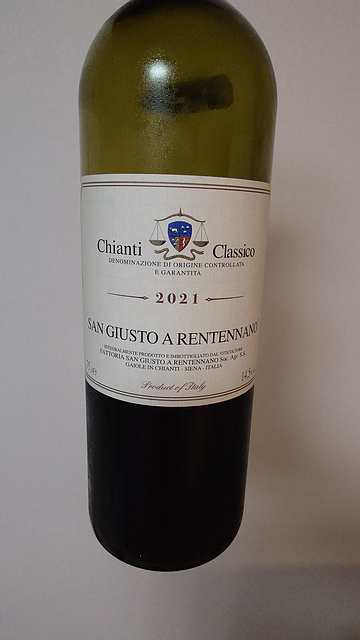 Chianti Classico
DENOMINAZIONE DI ORIGINE CONTROLLATA
E GARANTITA
2021
SAN GIUSTO A RENTENNANO
INTEGRALMENTE PRODOTTO E IMBOTTIGLIATO DAL VITICOLTORE
FATTORIA SAN GIUSTO A RENTENNANO Soc. Agr. S.S.
GAIOLE IN CHIANTI - SIENA - ITALIA
Product of Italy